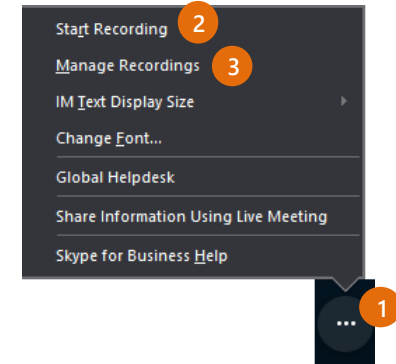 Start Recording 2
Manage Recordings 3
IM Text Display Size
Change Font...
Global Helpdesk
Share Information Using Live Meeting
Skype for Business Help
1
...